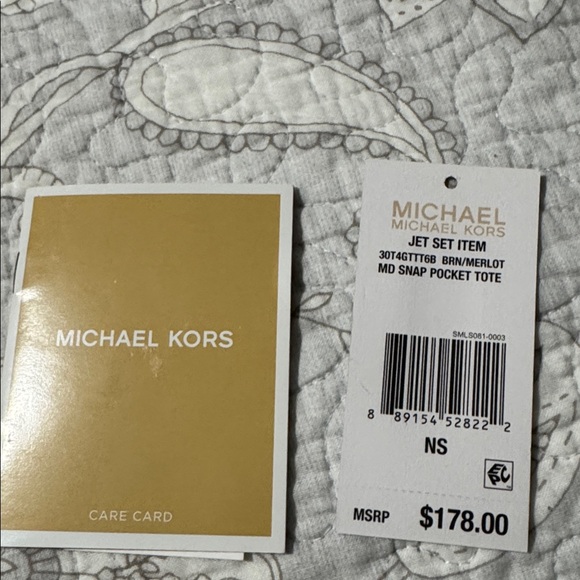 MICHAEL KORS
CARE CARD
MICHAEL
MICHAEL KORS
JET SET ITEM
30T4GTTT6B BRN/MERLOT
MD SNAP POCKET TOTE
SMLS081-0003
8 89154 52822 2
NS
EPC
MSRP $178.00